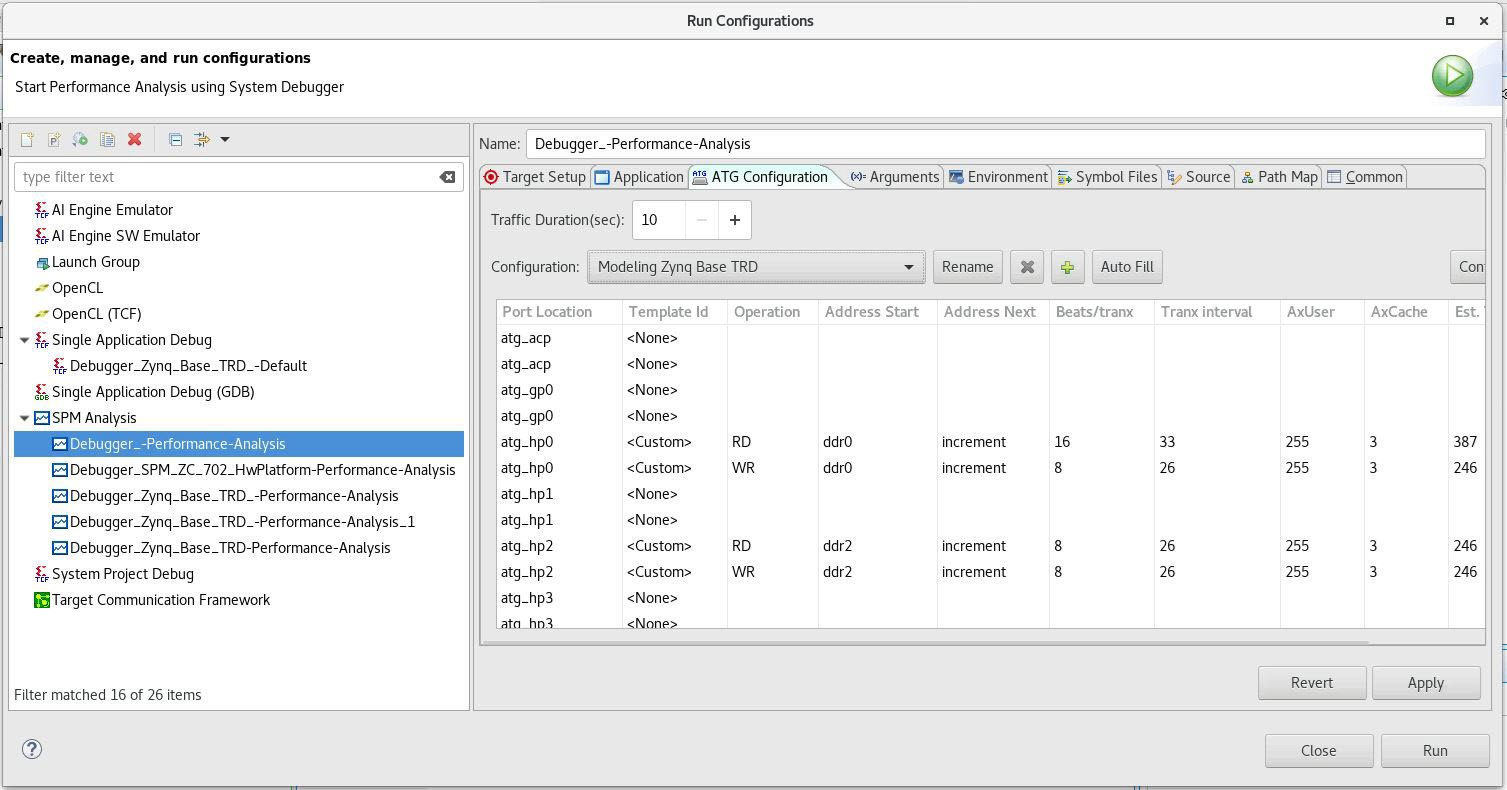 Run Configurations
Create, manage, and run configurations
Start Performance Analysis using System Debugger
type filter text
AI Engine Emulator
AI Engine SW Emulator
Launch Group
OpenCL
OpenCL (TCF)
Single Application Debug
Debugger_Zynq_Base_TRD_-Default
Single Application Debug (GDB)
SPM Analysis
Debugger_-Performance-Analysis
Debugger_SPM_ZC_702_HwPlatform-Performance-Analysis
Debugger_Zynq_Base_TRD_-Performance-Analysis
Debugger_Zynq_Base_TRD_-Performance-Analysis_1
Debugger_Zynq_Base_TRD-Performance-Analysis
System Project Debug
Target Communication Framework
Filter matched 16 of 26 items
Name: Debugger_-Performance-Analysis
Target Setup Application ATG Configuration Arguments Environment Symbol Files Source Path Map Common
Traffic Duration(sec): 10
Configuration: Modeling Zynq Base TRD Rename Auto Fill Con
Port Location Template Id Operation Address Start Address Next Beats/tranx Tranx interval AxUser AxCache Est.
atg_acp <None>
atg_acp <None>
atg_gp0 <None>
atg_gp0 <None>
atg_hp0 <Custom> RD ddr0 increment 16 33 255 3 387
atg_hp0 <Custom> WR ddr0 increment 8 26 255 3 246
atg_hp1 <None>
atg_hp1 <None>
atg_hp2 <Custom> RD ddr2 increment 8 26 255 3 246
atg_hp2 <Custom> WR ddr2 increment 8 26 255 3 246
atg_hp3 <None>
atg_hp3 <None>
Revert Apply
Close Run